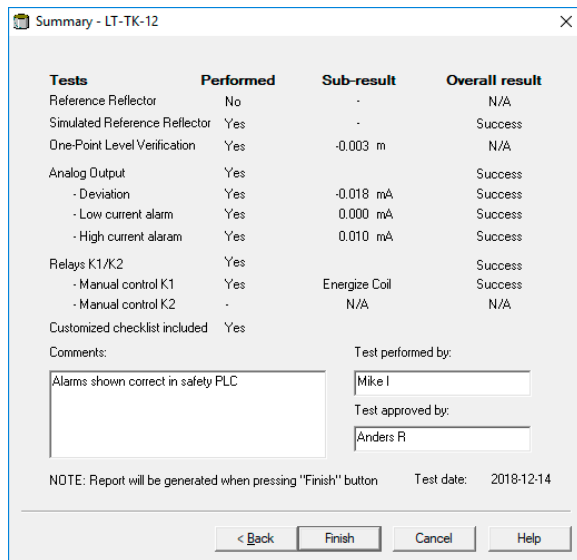 Summary - LT-TK-12
Tests Performed Sub-result Overall result
Reference Reflector No - N/A
Simulated Reference Reflector Yes - Success
One-Point Level Verification Yes -0.003 m N/A
Analog Output Yes Success
- Deviation Yes -0.018 mA Success
- Low current alarm Yes 0.000 mA Success
- High current alaram Yes 0.010 mA Success
Relays K1/K2 Yes Success
- Manual control K1 Yes Energize Coil Success
- Manual control K2 - N/A N/A
Customized checklist included Yes
Comments: Test performed by:
Alarms shown correct in safety PLC Mike I
Test approved by:
Anders R
NOTE: Report will be generated when pressing "Finish" button Test date: 2018-12-14
< Back Finish Cancel Help